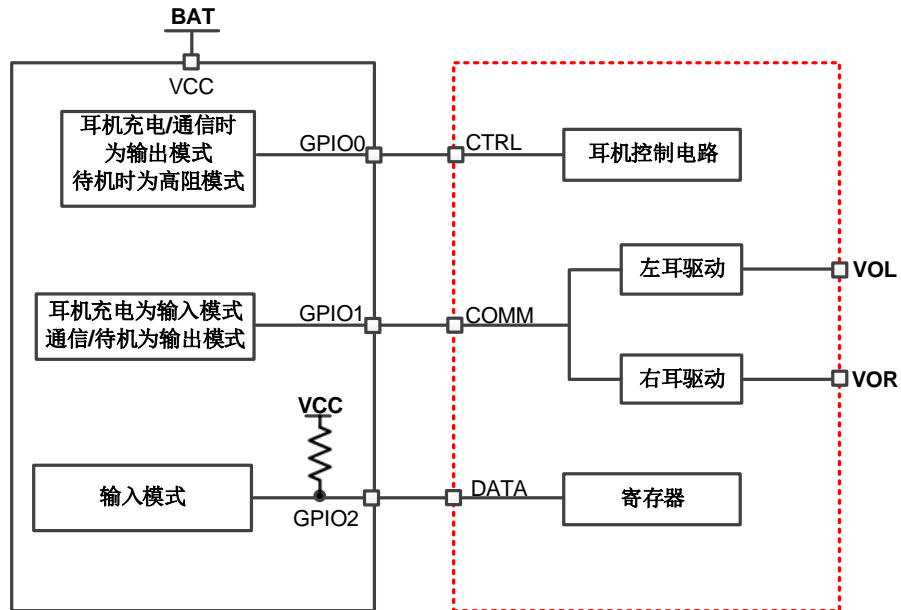 BAT
VCC
耳机充电/通信时
为输出模式
待机时为高阻模式
GPIO0
CTRL
耳机控制电路
左耳驱动
VOL
耳机充电为输入模式
通信/待机为输出模式
GPIO1
COMM
右耳驱动
VOR
VCC
输入模式
GPIO2
DATA
寄存器